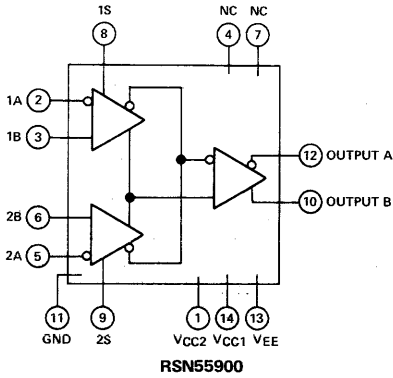 1S NC NC
8 4 7
1A 2
1B 3
12 OUTPUT A
2B 6
10 OUTPUT B
2A 5
11 9 1 14 13
GND 2S VCC2 VCC1 VEE
RSN55900